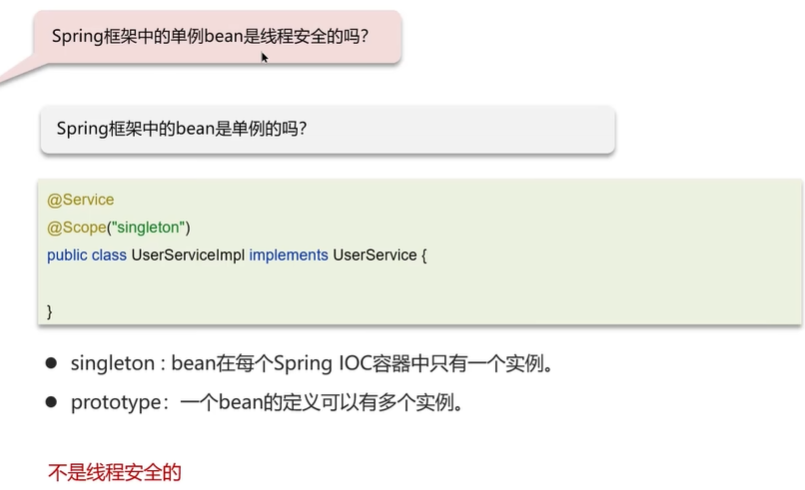 Spring框架中的单例bean是线程安全的吗?
Spring框架中的bean是单例的吗?
@Service
@Scope("singleton")
public class UserServiceImpl implements UserService {
}
● singleton : bean在每个Spring IOC容器中只有一个实例。
● prototype：一个bean的定义可以有多个实例。
不是线程安全的